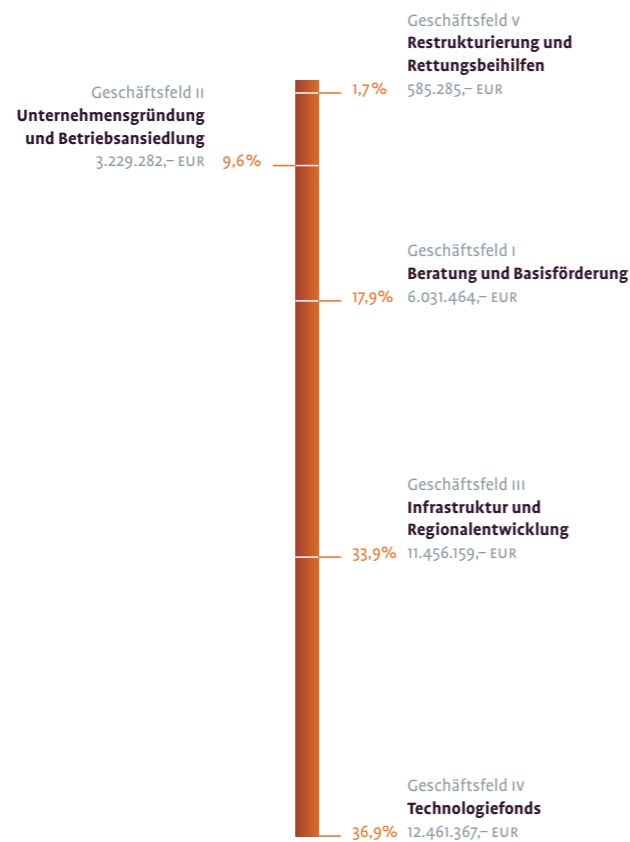 Geschäftsfeld V
Restrukturierung und
Rettungsbeihilfen
1,7% 585.285,– EUR
Geschäftsfeld II
Unternehmensgründung
und Betriebsansiedlung
3.229.282,– EUR 9,6%
Geschäftsfeld I
Beratung und Basisförderung
17,9% 6.031.464,– EUR
Geschäftsfeld III
Infrastruktur und
Regionalentwicklung
33,9% 11.456.159,– EUR
Geschäftsfeld IV
Technologiefonds
36,9% 12.461.367,– EUR